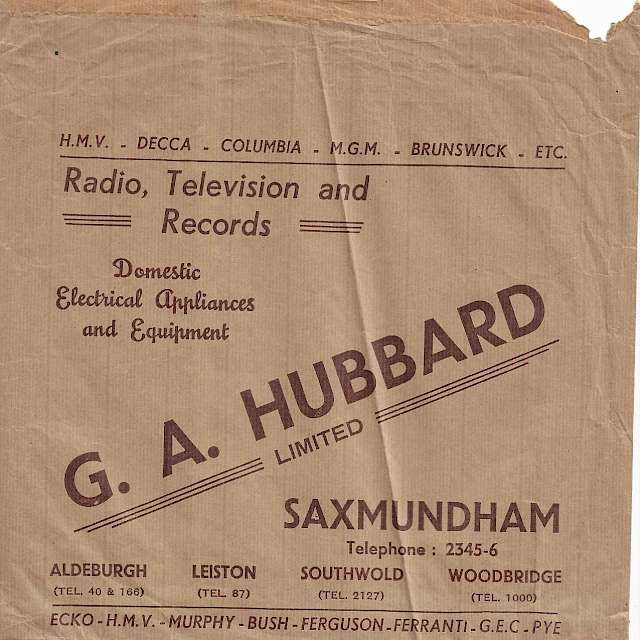 H.M.V. - DECCA - COLUMBIA - M.G.M. - BRUNSWICK - ETC.
Radio, Television and
Records
Domestic
Electrical Appliances
and Equipment
G. A. HUBBARD
LIMITED
SAXMUNDHAM
Telephone : 2345-6
ALDEBURGH LEISTON SOUTHWOLD WOODBRIDGE
(TEL. 40 & 166) (TEL. 87) (TEL. 2127) (TEL. 1000)
ECKO - H.M.V. - MURPHY - BUSH - FERGUSON - FERRANTI - G.E.C - PYE